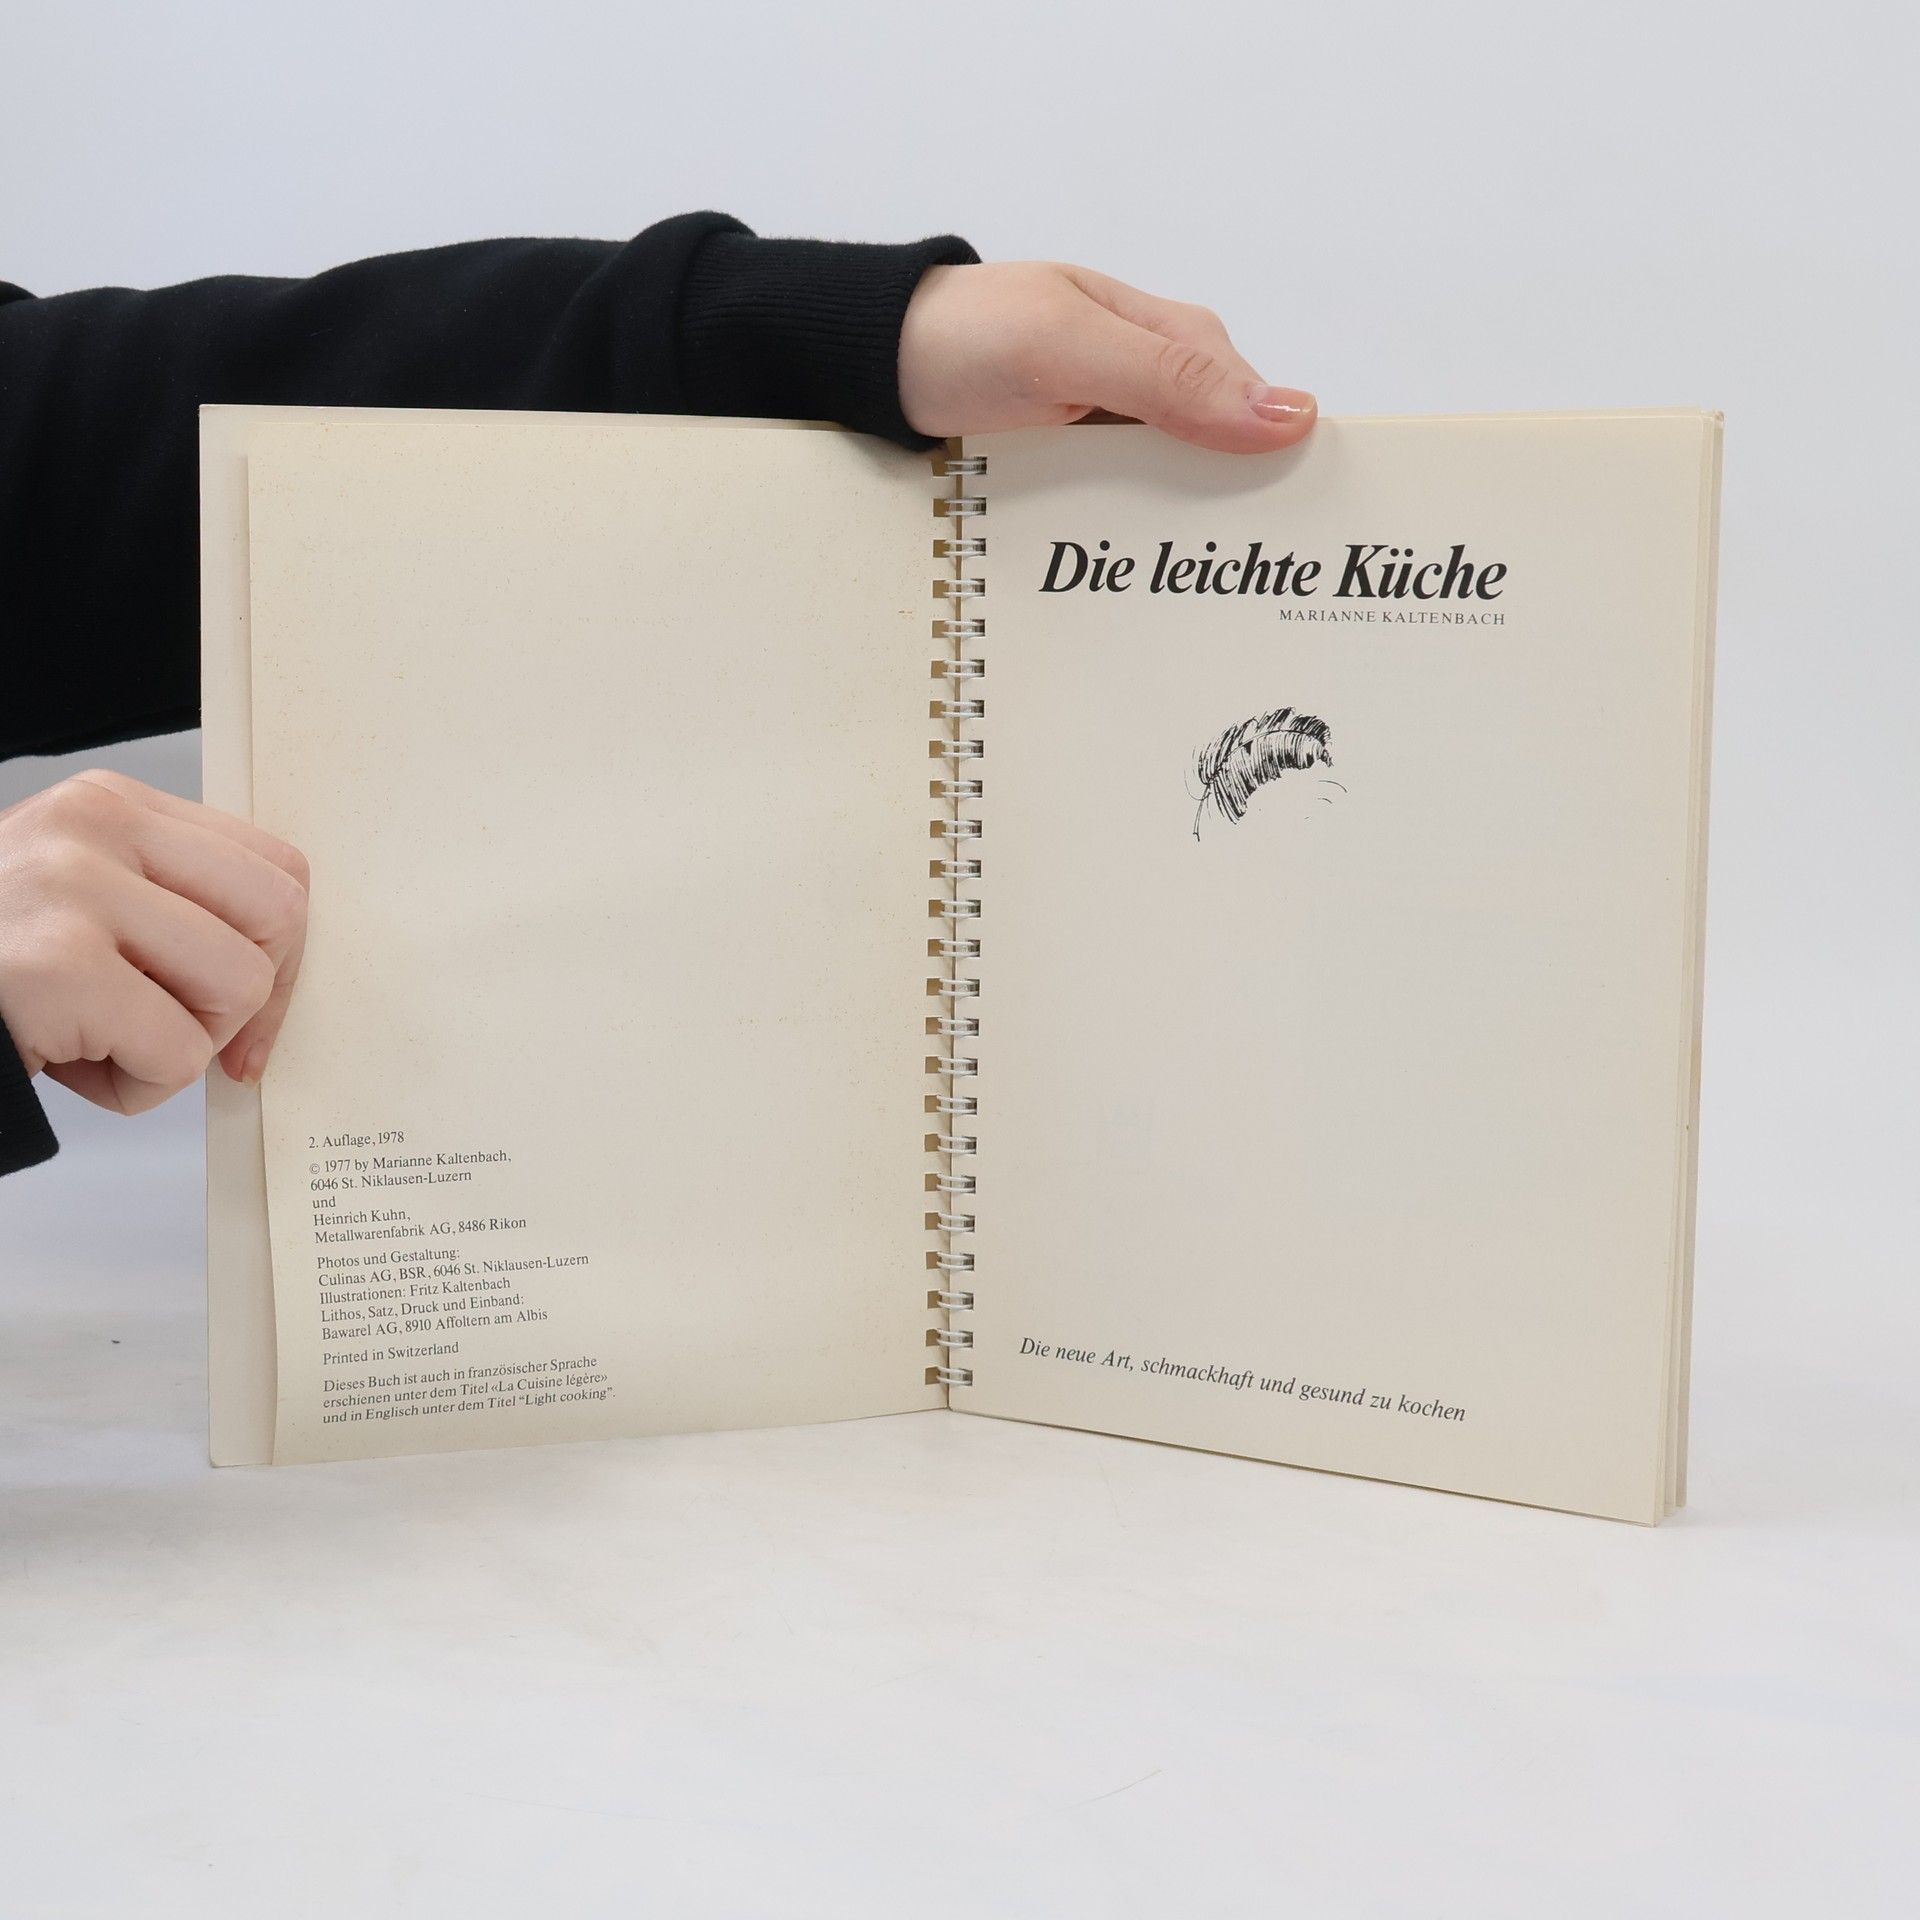 2. Auflage, 1978
© 1977 by Marianne Kaltenbach,
6046 St. Niklausen-Luzern
und
Heinrich Kuhn,
Metallwarenfabrik AG, 8486 Rikon
Photos und Gestaltung:
Culinas AG, BSR, 6046 St. Niklausen-Luzern
Illustrationen: Fritz Kaltenbach
Lithos, Satz, Druck und Einband:
Bawarel AG, 8910 Affoltern am Albis
Printed in Switzerland
Dieses Buch ist auch in französischer Sprache
erschienen unter dem Titel «La Cuisine légère»
und in Englisch unter dem Titel “Light cooking”.
Die leichte Küche
MARIANNE KALTENBACH
Die neue Art, schmackhaft und gesund zu kochen